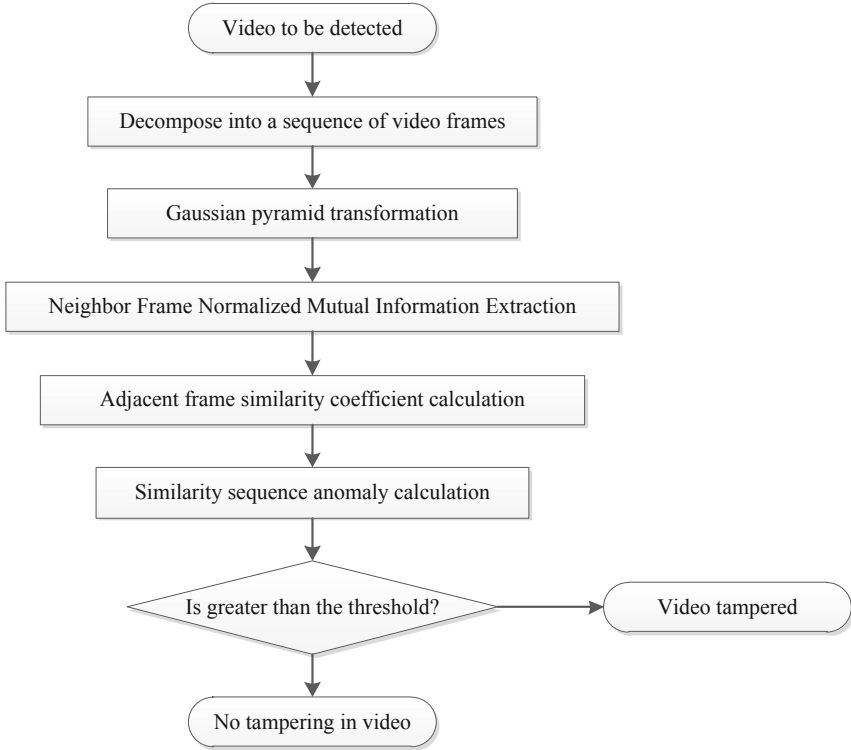 Video to be detected
Decompose into a sequence of video frames
Gaussian pyramid transformation
Neighbor Frame Normalized Mutual Information Extraction
Adjacent frame similarity coefficient calculation
Similarity sequence anomaly calculation
Is greater than the threshold?
Video tampered
No tampering in video